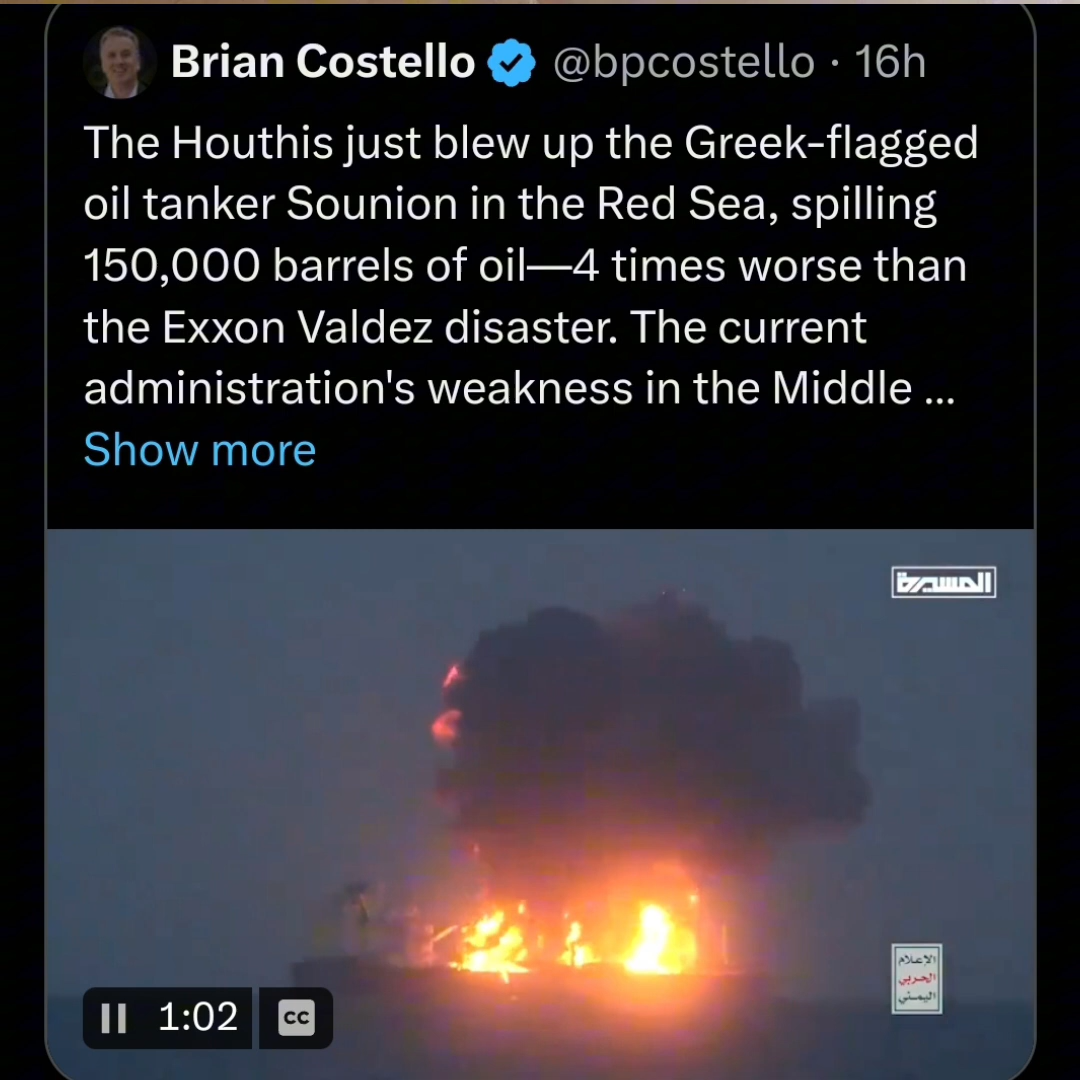 Brian Costello @bpcostello · 16h
The Houthis just blew up the Greek-flagged
oil tanker Sounion in the Red Sea, spilling
150,000 barrels of oil—4 times worse than
the Exxon Valdez disaster. The current
administration's weakness in the Middle ...
Show more
المسيرة
الإعلام
الحربي
اليمني
1:02
CC